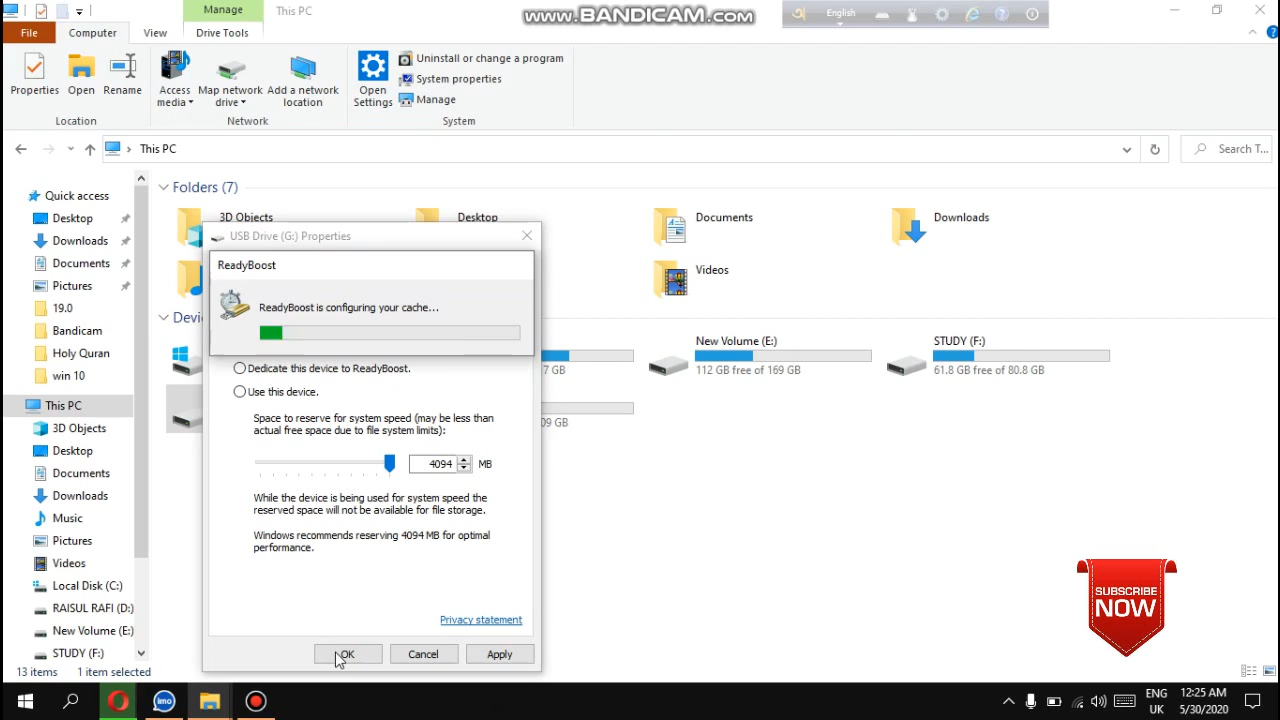 Manage
This PC
www.BANDICAM.com
English
File
Computer
View
Drive Tools
Properties
Open
Rename
Access media
Map network drive
Add a network location
Open Settings
Uninstall or change a program
System properties
Manage
Location
Network
System
This PC
Search T...
Quick access
Desktop
Downloads
Documents
Pictures
19.0
Bandicam
Holy Quran
win 10
This PC
3D Objects
Desktop
Documents
Downloads
Music
Pictures
Videos
Local Disk (C:)
RAISUL RAFI (D:)
New Volume (E:)
STUDY (F:)
Folders (7)
3D Objects
Desktop
Documents
Downloads
Videos
Devi
7 GB
New Volume (E:)
112 GB free of 169 GB
STUDY (F:)
61.8 GB free of 80.8 GB
09 GB
USB Drive (G:) Properties
ReadyBoost
ReadyBoost is configuring your cache...
Dedicate this device to ReadyBoost.
Use this device.
Space to reserve for system speed (may be less than
actual free space due to file system limits):
4094 MB
While the device is being used for system speed the
reserved space will not be available for file storage.
Windows recommends reserving 4094 MB for optimal
performance.
Privacy statement
OK
Cancel
Apply
SUBSCRIBE
NOW
13 items
1 item selected
imo
ENG
UK
12:25 AM
5/30/2020